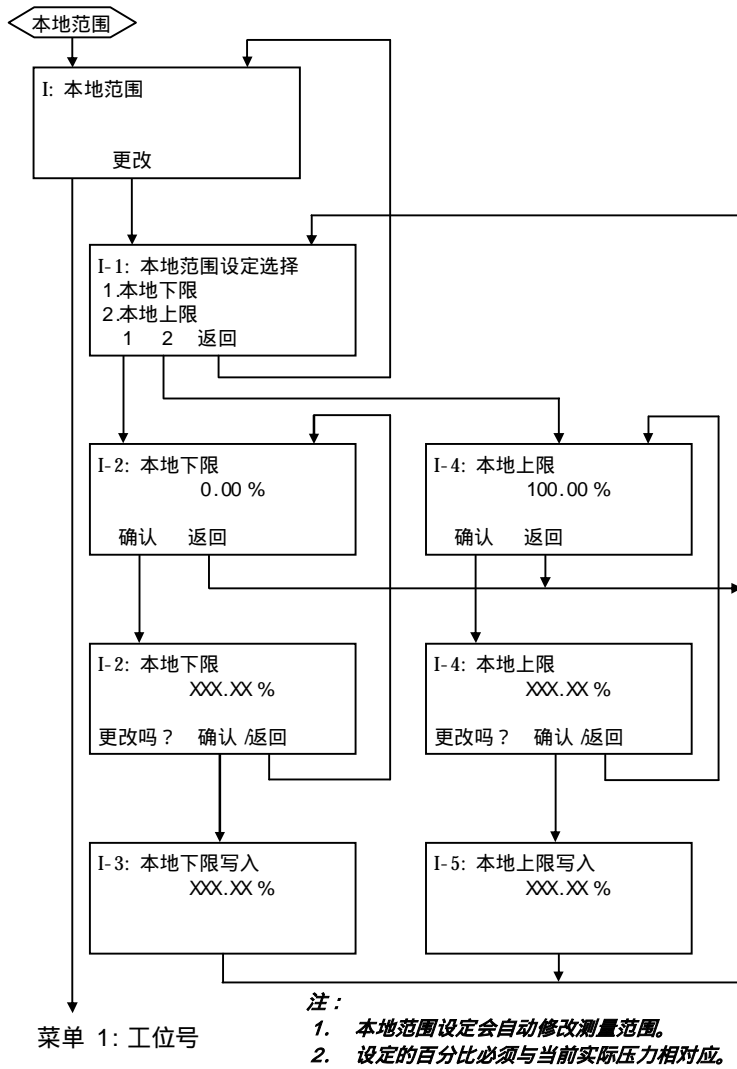 本地范围
I: 本地范围
更改
I-1: 本地范围设定选择
1.本地下限
2.本地上限
1 2 返回
I-2: 本地下限
0.00 %
确认 返回
I-4: 本地上限
100.00 %
确认 返回
I-2: 本地下限
XXX.XX %
更改吗？ 确认 /返回
I-4: 本地上限
XXX.XX %
更改吗？ 确认 /返回
I-3: 本地下限写入
XXX.XX %
I-5: 本地上限写入
XXX.XX %
菜单 1: 工位号
注：
1. 本地范围设定会自动修改测量范围。
2. 设定的百分比必须与当前实际压力相对应。